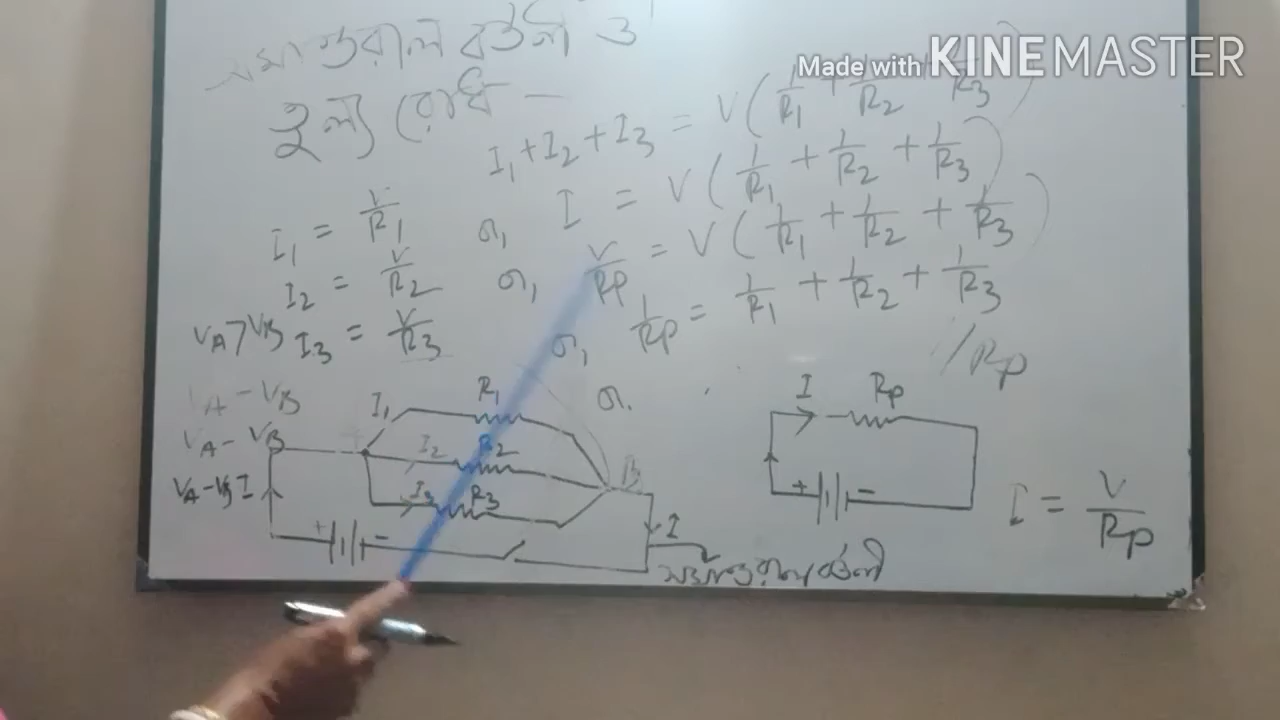 Made with KINEMASTER
সমান্তরাল বর্তনী ও
তুল্য রোধ —
I₁ + I₂ + I₃ = V(1/R₁ + 1/R₂ + 1/R₃)
I₁ = V/R₁
বা, I = V(1/R₁ + 1/R₂ + 1/R₃)
I₂ = V/R₂
বা, V/Rp = V(1/R₁ + 1/R₂ + 1/R₃)
VA > VB I₃ = V/R₃
বা, 1/Rp = 1/R₁ + 1/R₂ + 1/R₃
/Rp
বা.
VA - VB
VA - VB
VA - VB I
I₁ R₁
I₂ R₂
I₃ R₃
B
I
+ -
সমান্তরাল বর্তনী
I Rp
+ -
I = V/Rp